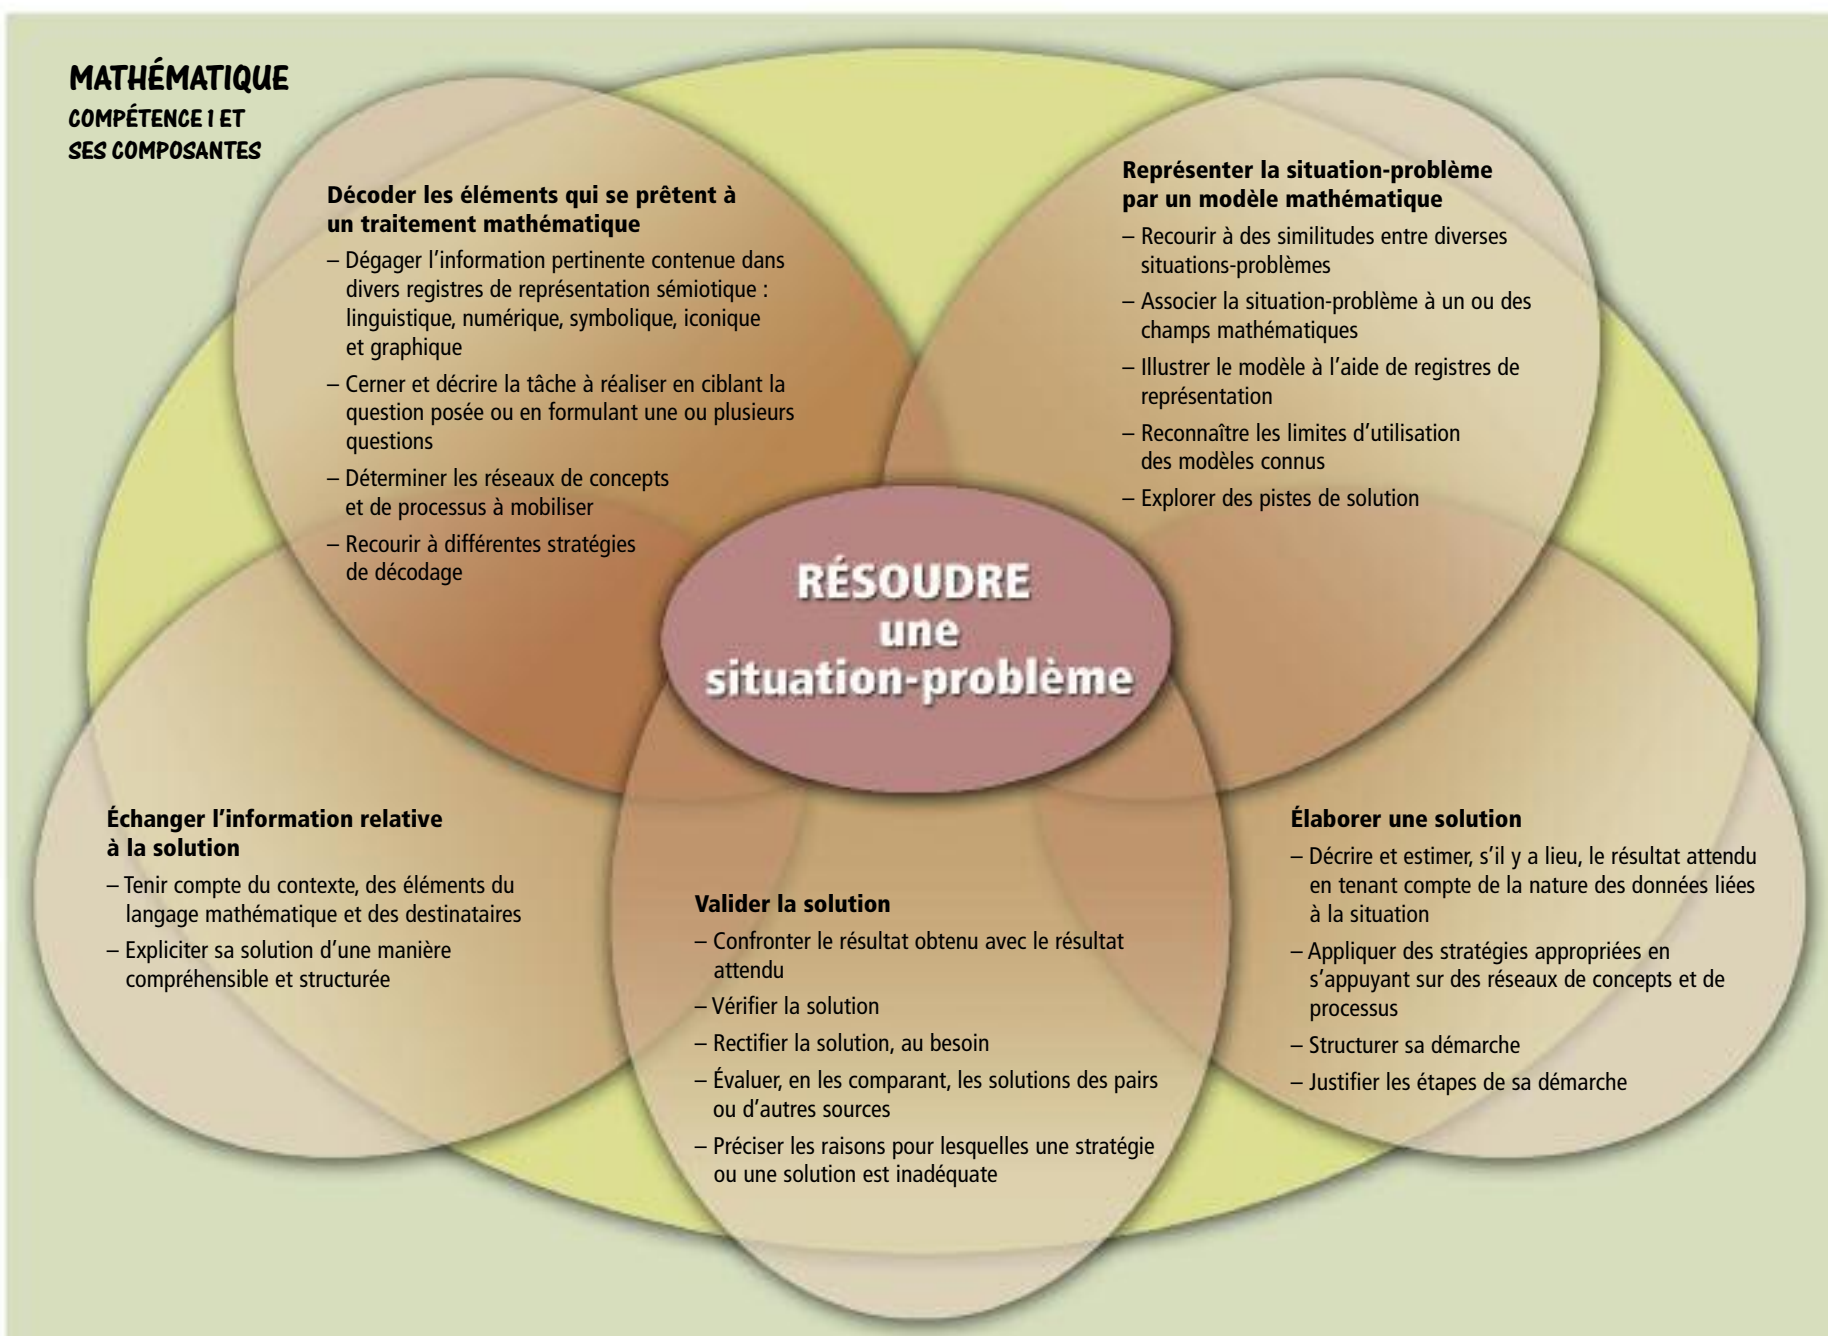 MATHÉMATIQUE
COMPÉTENCE 1 ET
SES COMPOSANTES
Décoder les éléments qui se prêtent à
un traitement mathématique
– Dégager l’information pertinente contenue dans
divers registres de représentation sémiotique :
linguistique, numérique, symbolique, iconique
et graphique
– Cerner et décrire la tâche à réaliser en ciblant la
question posée ou en formulant une ou plusieurs
questions
– Déterminer les réseaux de concepts
et de processus à mobiliser
– Recourir à différentes stratégies
de décodage
Représenter la situation-problème
par un modèle mathématique
– Recourir à des similitudes entre diverses
situations-problèmes
– Associer la situation-problème à un ou des
champs mathématiques
– Illustrer le modèle à l’aide de registres de
représentation
– Reconnaître les limites d’utilisation
des modèles connus
– Explorer des pistes de solution
RÉSOUDRE
une
situation-problème
Échanger l’information relative
à la solution
– Tenir compte du contexte, des éléments du
langage mathématique et des destinataires
– Expliciter sa solution d’une manière
compréhensible et structurée
Valider la solution
– Confronter le résultat obtenu avec le résultat
attendu
– Vérifier la solution
– Rectifier la solution, au besoin
– Évaluer, en les comparant, les solutions des pairs
ou d’autres sources
– Préciser les raisons pour lesquelles une stratégie
ou une solution est inadéquate
Élaborer une solution
– Décrire et estimer, s’il y a lieu, le résultat attendu
en tenant compte de la nature des données liées
à la situation
– Appliquer des stratégies appropriées en
s’appuyant sur des réseaux de concepts et de
processus
– Structurer sa démarche
– Justifier les étapes de sa démarche